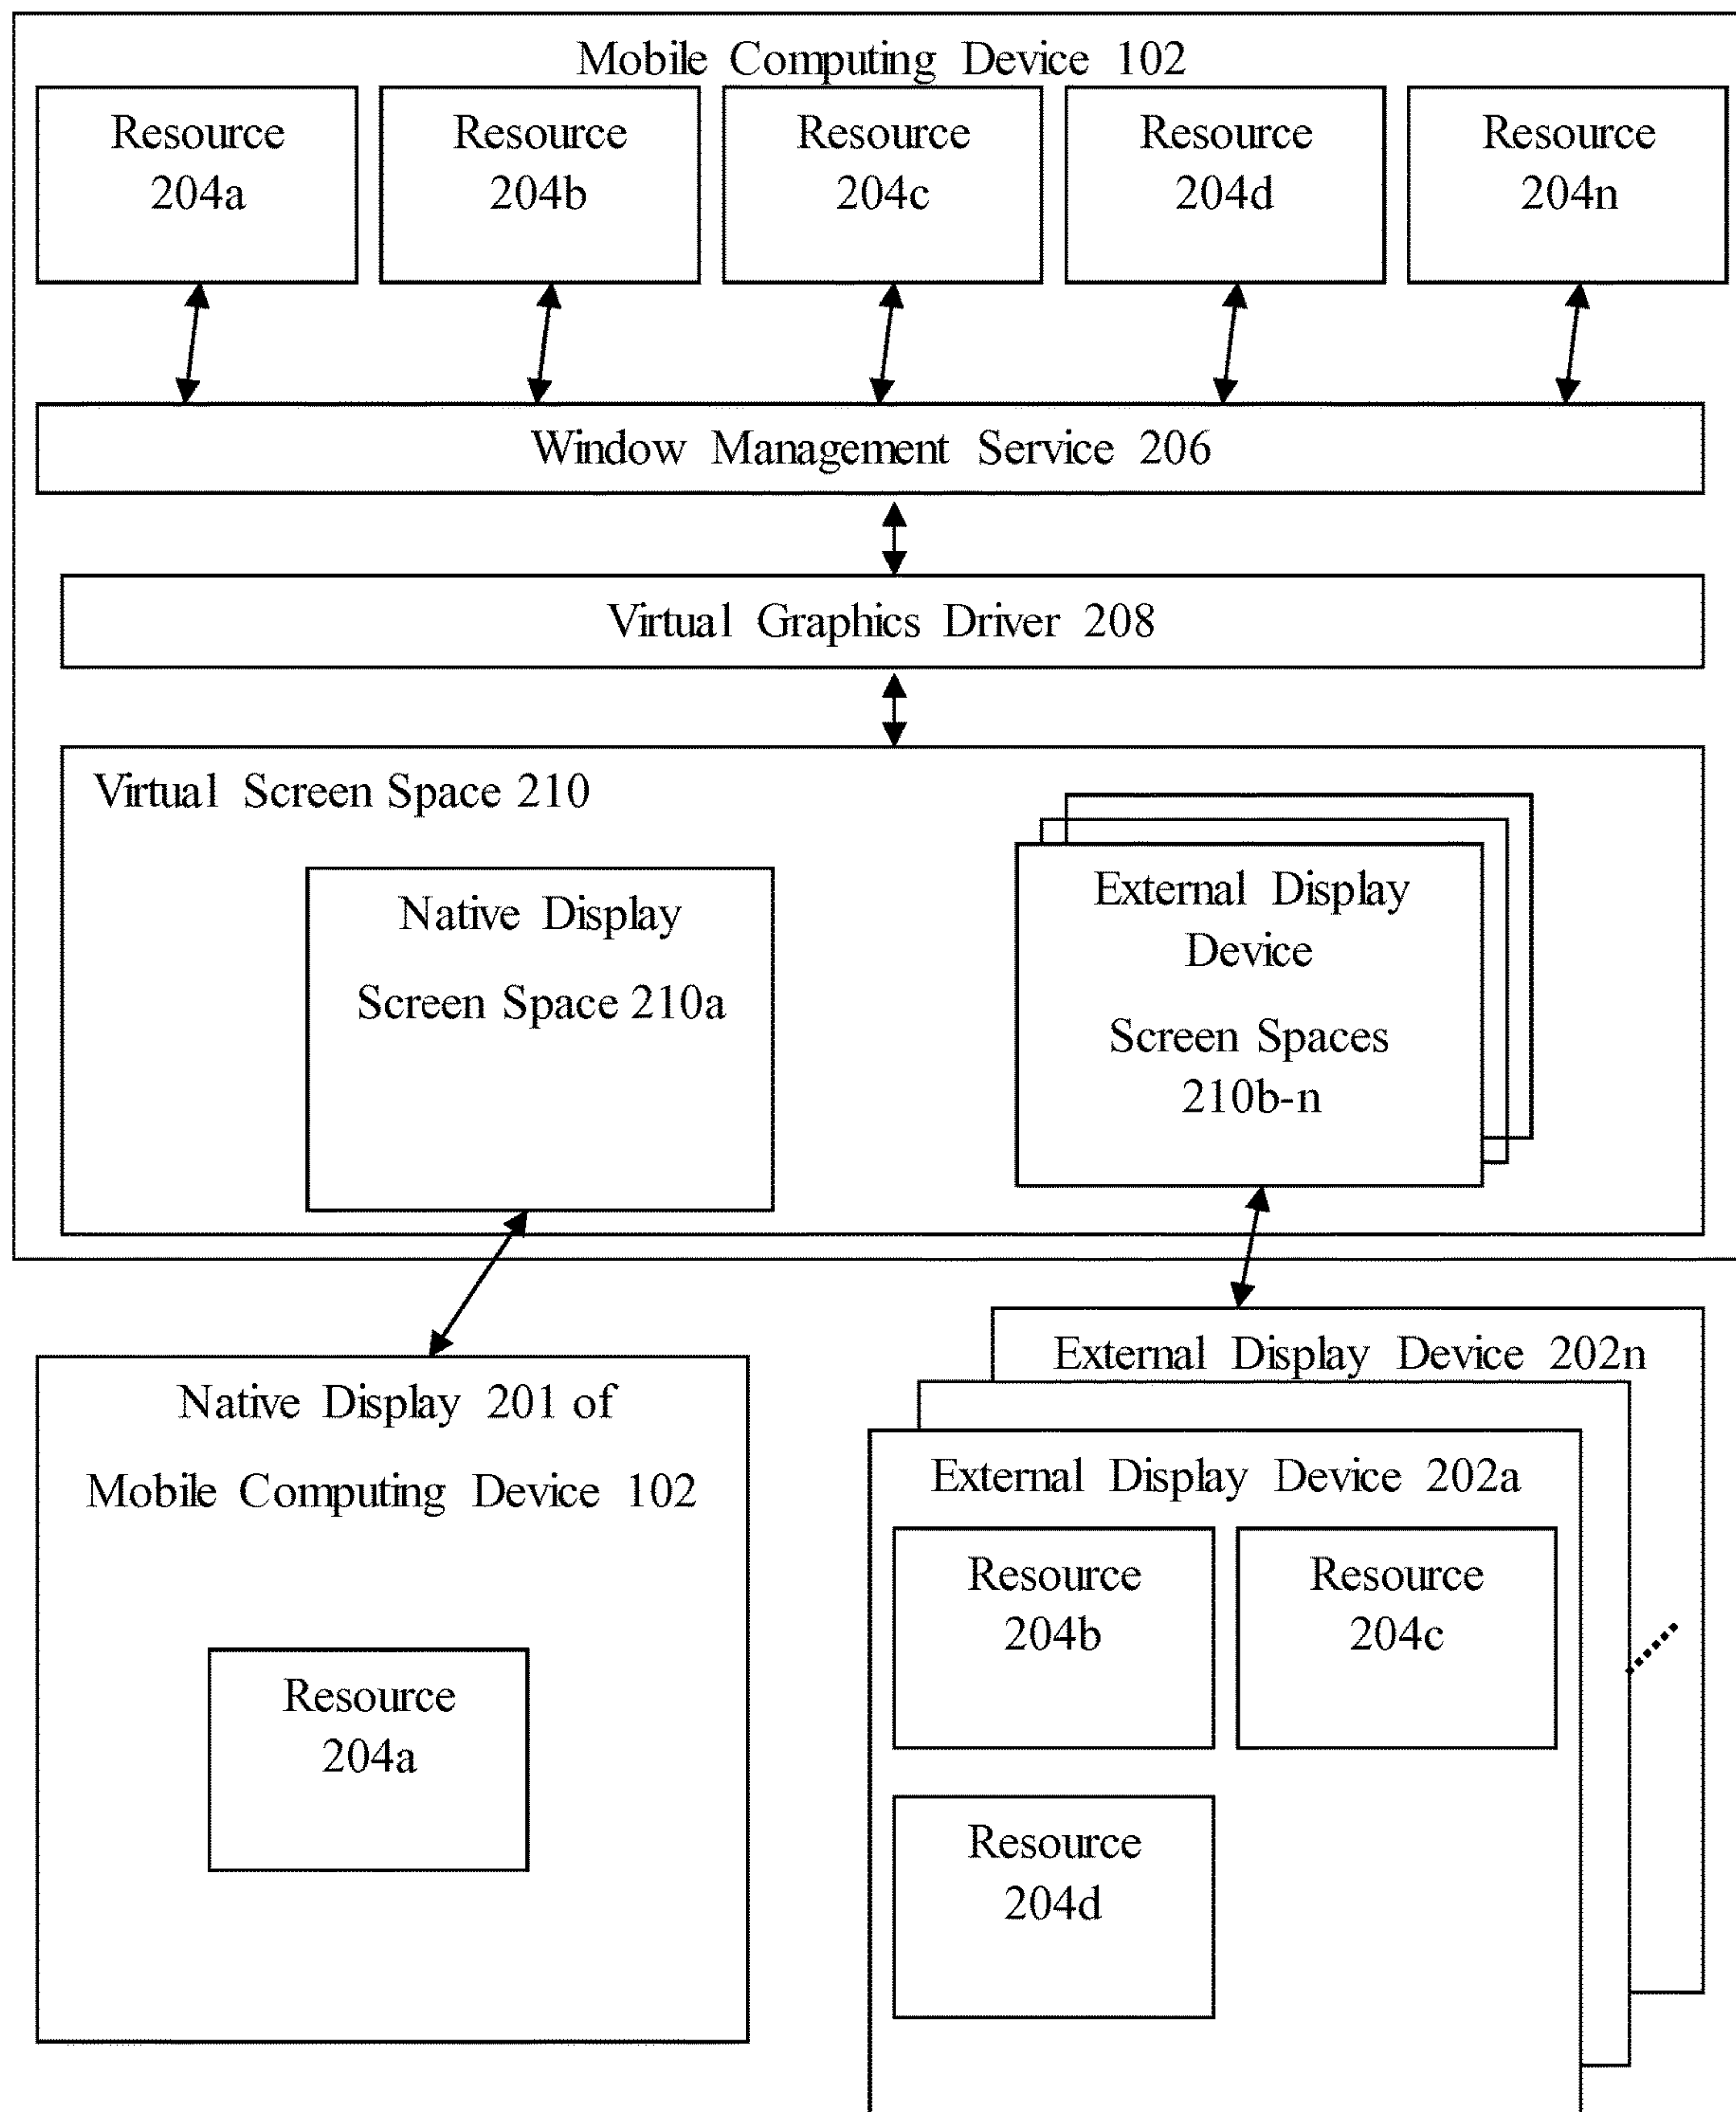 Mobile Computing Device 102
Resource
204a
Resource
204b
Resource
204c
Resource
204d
Resource
204n
Window Management Service 206
Virtual Graphics Driver 208
Virtual Screen Space 210
Native Display
Screen Space 210a
External Display
Device
Screen Spaces
210b-n
Native Display 201 of
Mobile Computing Device 102
Resource
204a
External Display Device 202n
External Display Device 202a
Resource
204b
Resource
204c
Resource
204d